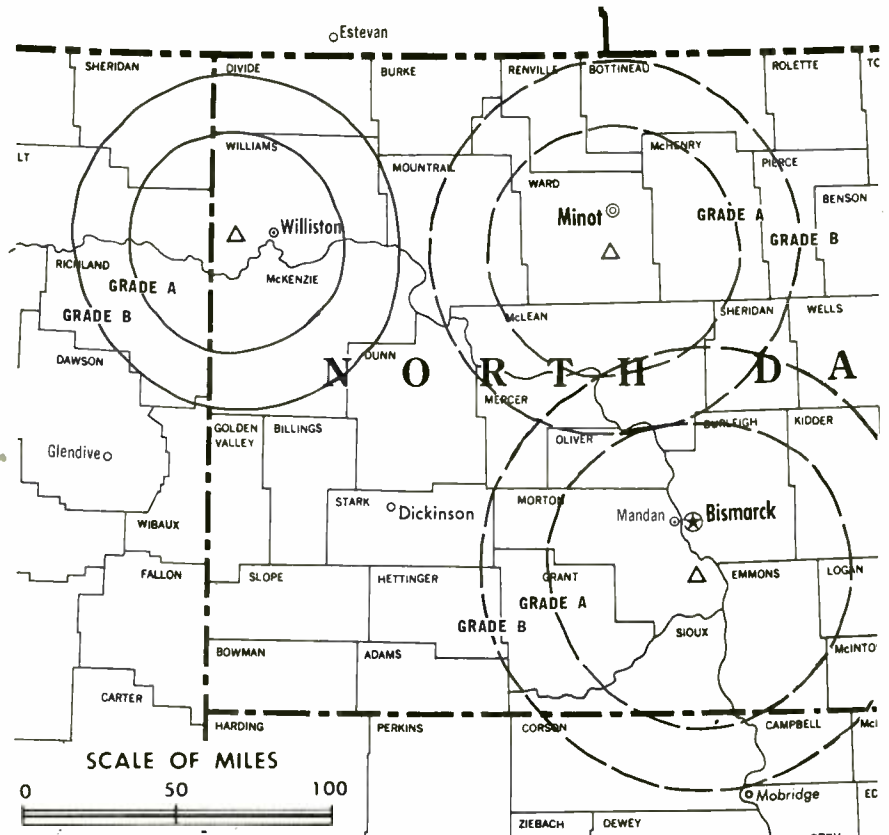 Estevan
SHERIDAN
DIVIDE
BURKE
RENVILLE
BOTTINEAU
ROLETTE
TO
LT
WILLIAMS
MOUNTRAIL
WARD
McHENRY
PIERCE
BENSON
Williston
Minot
GRADE A
GRADE B
RICHLAND
GRADE A
GRADE B
McKENZIE
McLEAN
SHERIDAN
WELLS
DAWSON
DUNN
NORTH DA
MERCER
GOLDEN
VALLEY
BILLINGS
OLIVER
BURLEIGH
KIDDER
Glendive
STARK
Dickinson
MORTON
Mandan
Bismarck
WIBAUX
FALLON
SLOPE
HETTINGER
GRANT
EMMONS
LOGAN
GRADE A
GRADE B
SIOUX
BOWMAN
ADAMS
McINTO
CARTER
HARDING
PERKINS
CORSON
CAMPBELL
SCALE OF MILES
0 50 100
Mobridge
ZIEBACH
DEWEY